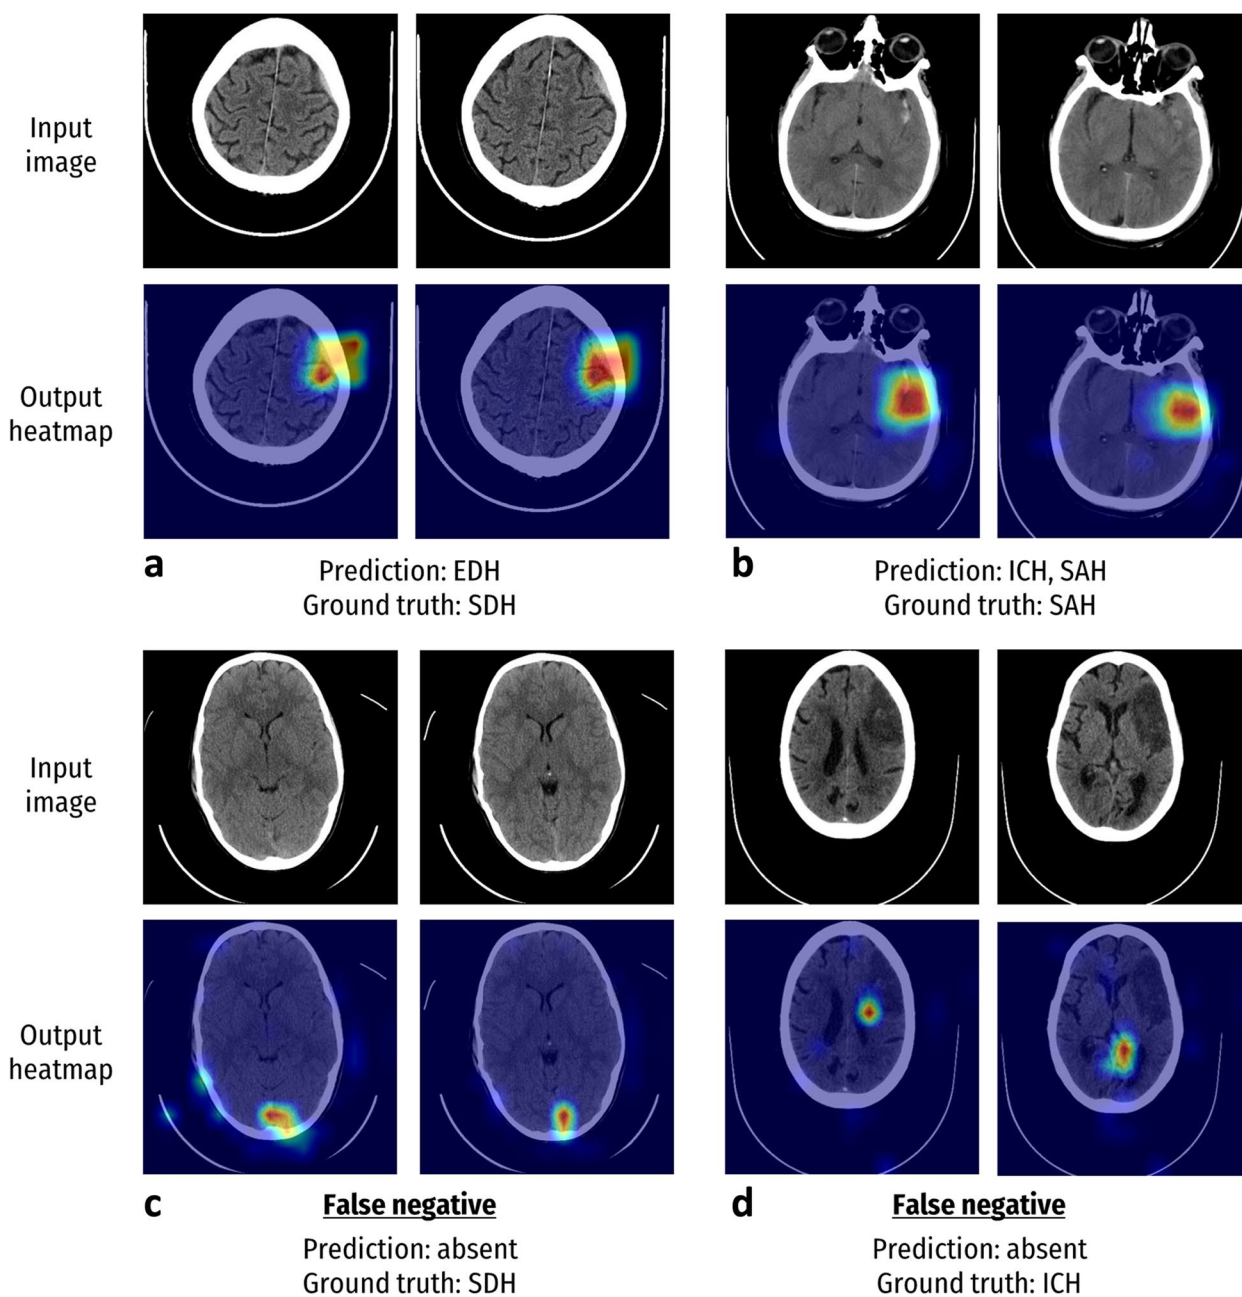 Input
image
Output
heatmap
a
Prediction: EDH
Ground truth: SDH
b
Prediction: ICH, SAH
Ground truth: SAH
Input
image
Output
heatmap
c
False negative
Prediction: absent
Ground truth: SDH
d
False negative
Prediction: absent
Ground truth: ICH